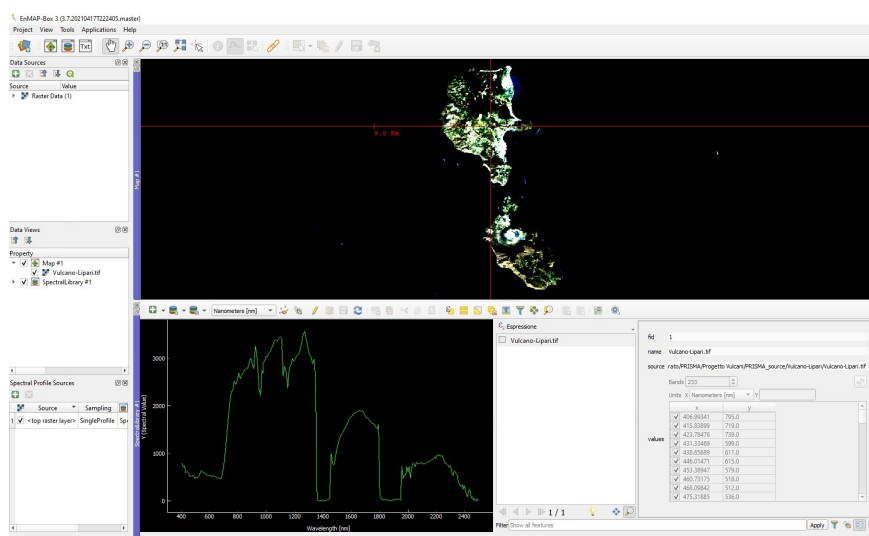 EnMAP-Box 3 (3.7.20210417T222405.master)
Project View Tools Applications Help
Txt
Data Sources
Source Value
Raster Data (1)
Data Views
Property
Map #1
Vulcano-Lipari.tif
SpectralLibrary #1
Spectral Profile Sources
Source Sampling
1 <top raster layer> SingleProfile
Map #1
Nanometers [nm]
SpectralLibrary #1
Y (Spectral Value)
3000
2000
1000
0
400 600 800 1000 1200 1400 1600 1800 2000 2200 2400
Wavelength [nm]
Espressione
Vulcano-Lipari.tif
1 / 1
Filter Show all features
Apply
fid 1
name Vulcano-Lipari.tif
source rato/PRISMA/Progetto Vulcani/PRISMA_source/Vulcano-Lipari/Vulcano-Lipari.tif
Bands 233
Units X Nanometers [nm] Y
values
x y
406.99341 795.0
415.83899 719.0
423.78476 739.0
431.33469 599.0
438.65689 611.0
446.01471 615.0
453.38947 579.0
460.73175 518.0
468.09842 512.0
475.31885 536.0